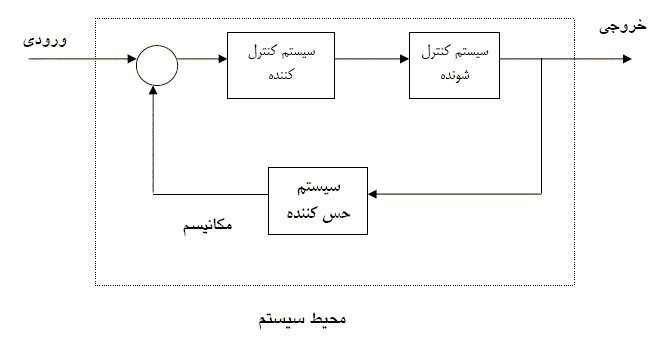 خروجی
ورودی
سیستم کنترل
کننده
سیستم کنترل
شونده
سیستم
حس کننده
مکانیسم
محیط سیستم